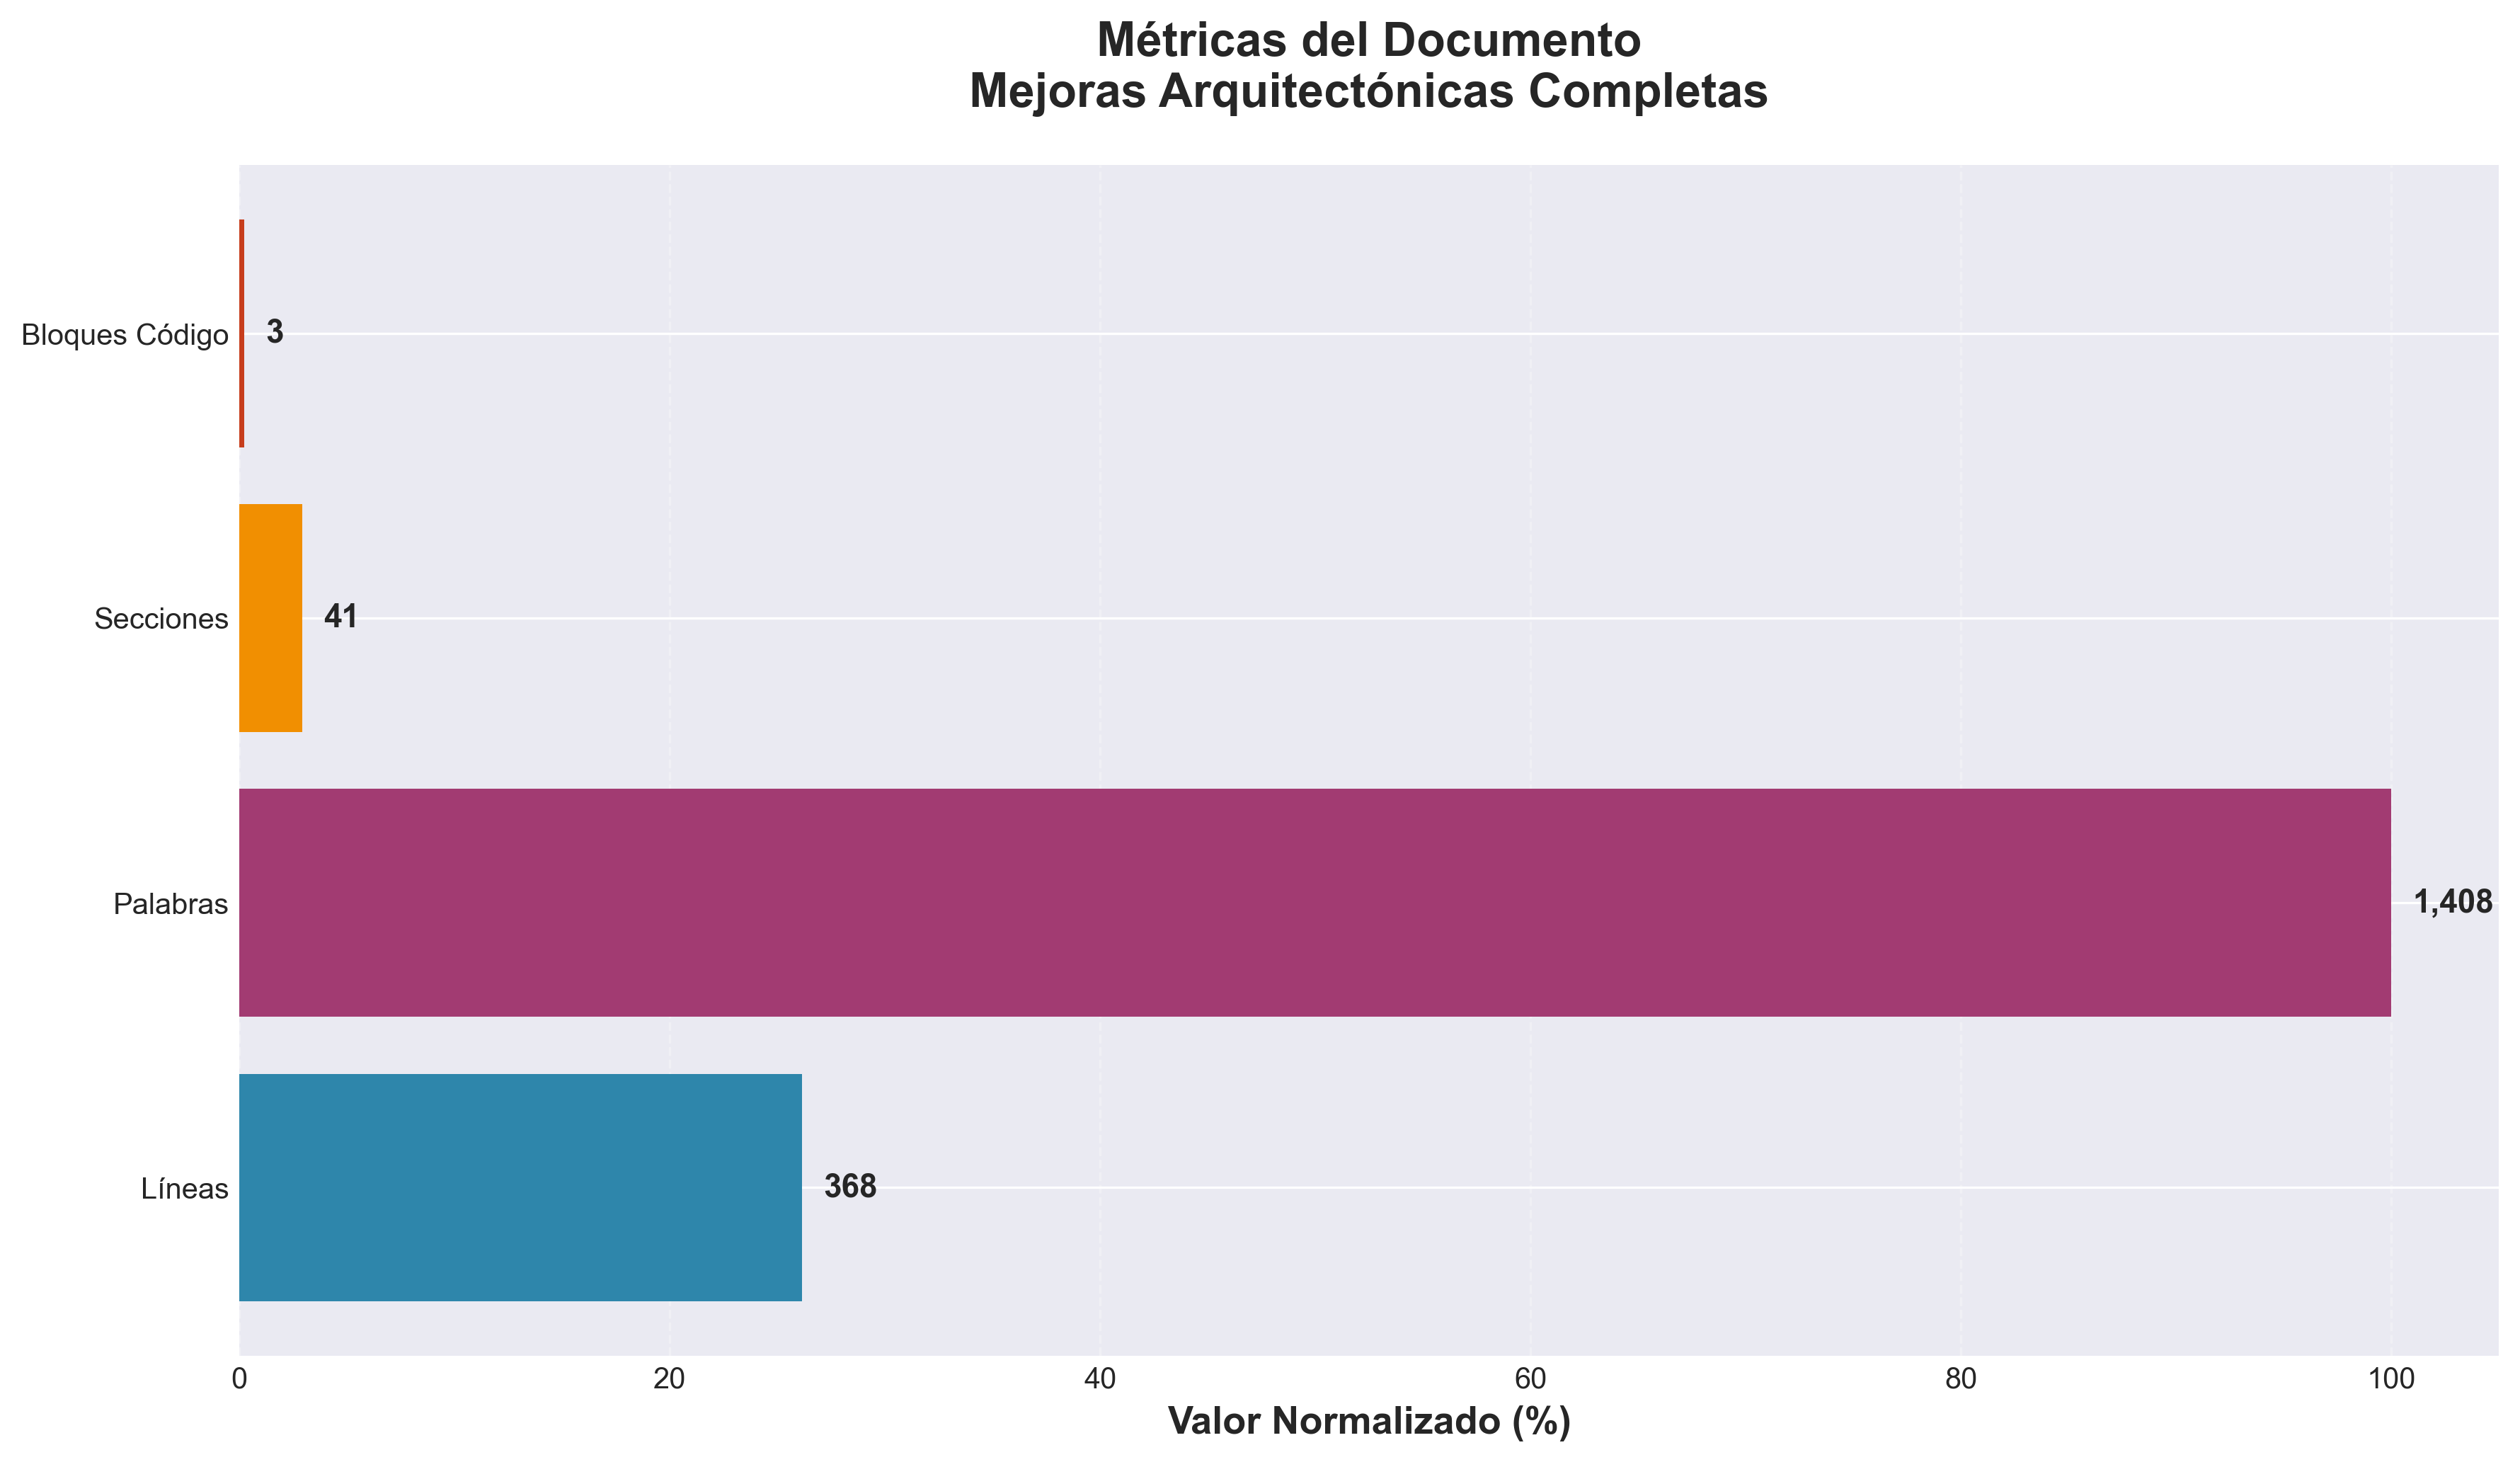 Métricas del Documento
Mejoras Arquitectónicas Completas
Bloques Código
3
Secciones
41
Palabras
1,408
Líneas
368
0
20
40
60
80
100
Valor Normalizado (%)